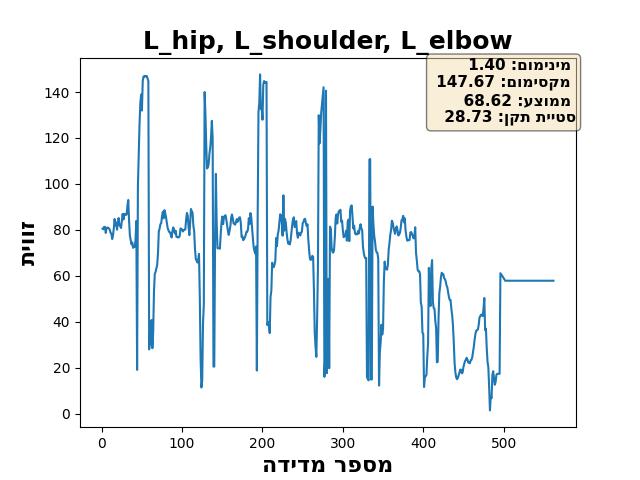 L_hip, L_shoulder, L_elbow
מינימום: 1.40
מקסימום: 147.67
ממוצע: 68.62
סטיית תקן: 28.73
זווית
140
120
100
80
60
40
20
0
0 100 200 300 400 500
מספר מדידה